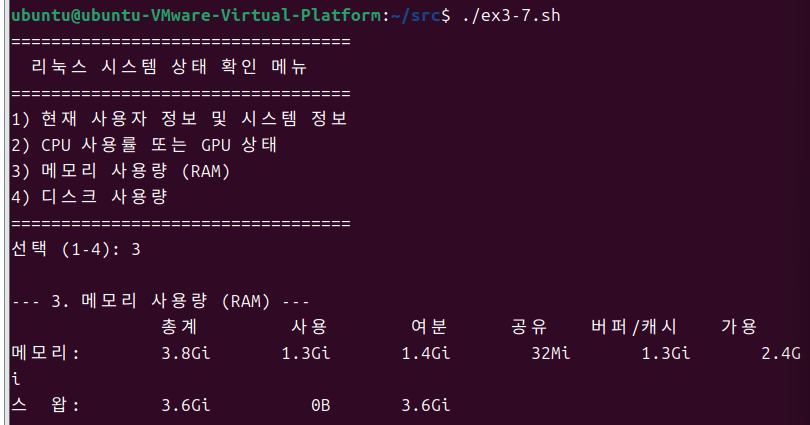 ubuntu@ubuntu-VMware-Virtual-Platform:~/src$ ./ex3-7.sh
==================================
  리눅스 시스템 상태 확인 메뉴
==================================
1) 현재 사용자 정보 및 시스템 정보
2) CPU 사용률 또는 GPU 상태
3) 메모리 사용량 (RAM)
4) 디스크 사용량
==================================
선택 (1-4): 3

--- 3. 메모리 사용량 (RAM) ---
               총계        사용        여분      공유    버퍼/캐시    가용
메모리:        3.8Gi       1.3Gi       1.4Gi        32Mi       1.3Gi       2.4G
i
스  왑:        3.6Gi          0B       3.6Gi